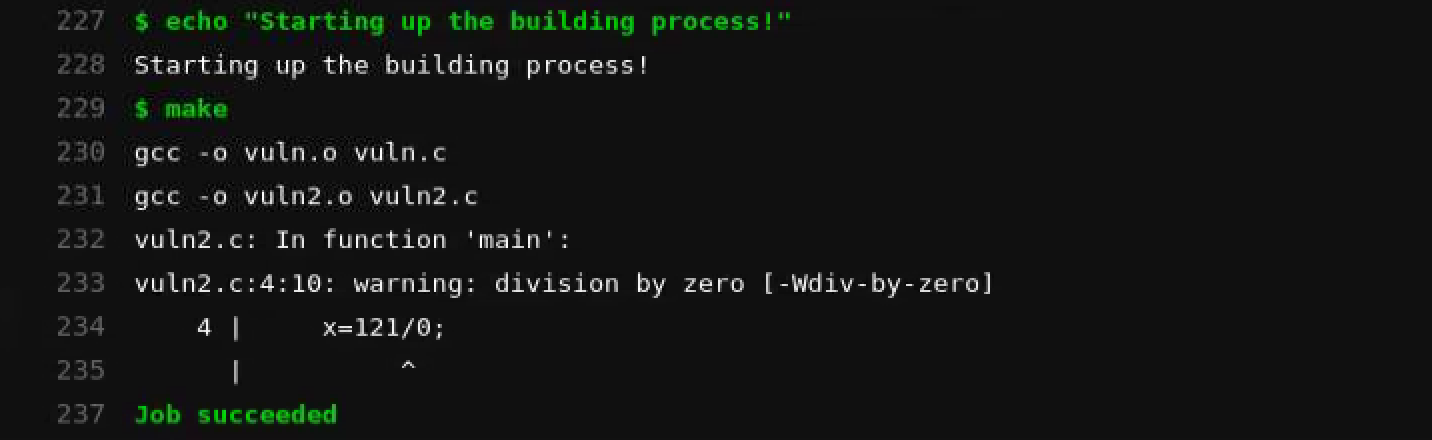 227 $ echo "Starting up the building process!"
228 Starting up the building process!
229 $ make
230 gcc -o vuln.o vuln.c
231 gcc -o vuln2.o vuln2.c
232 vuln2.c: In function 'main':
233 vuln2.c:4:10: warning: division by zero [-Wdiv-by-zero]
234     4 |     x=121/0;
235       |          ^
237 Job succeeded